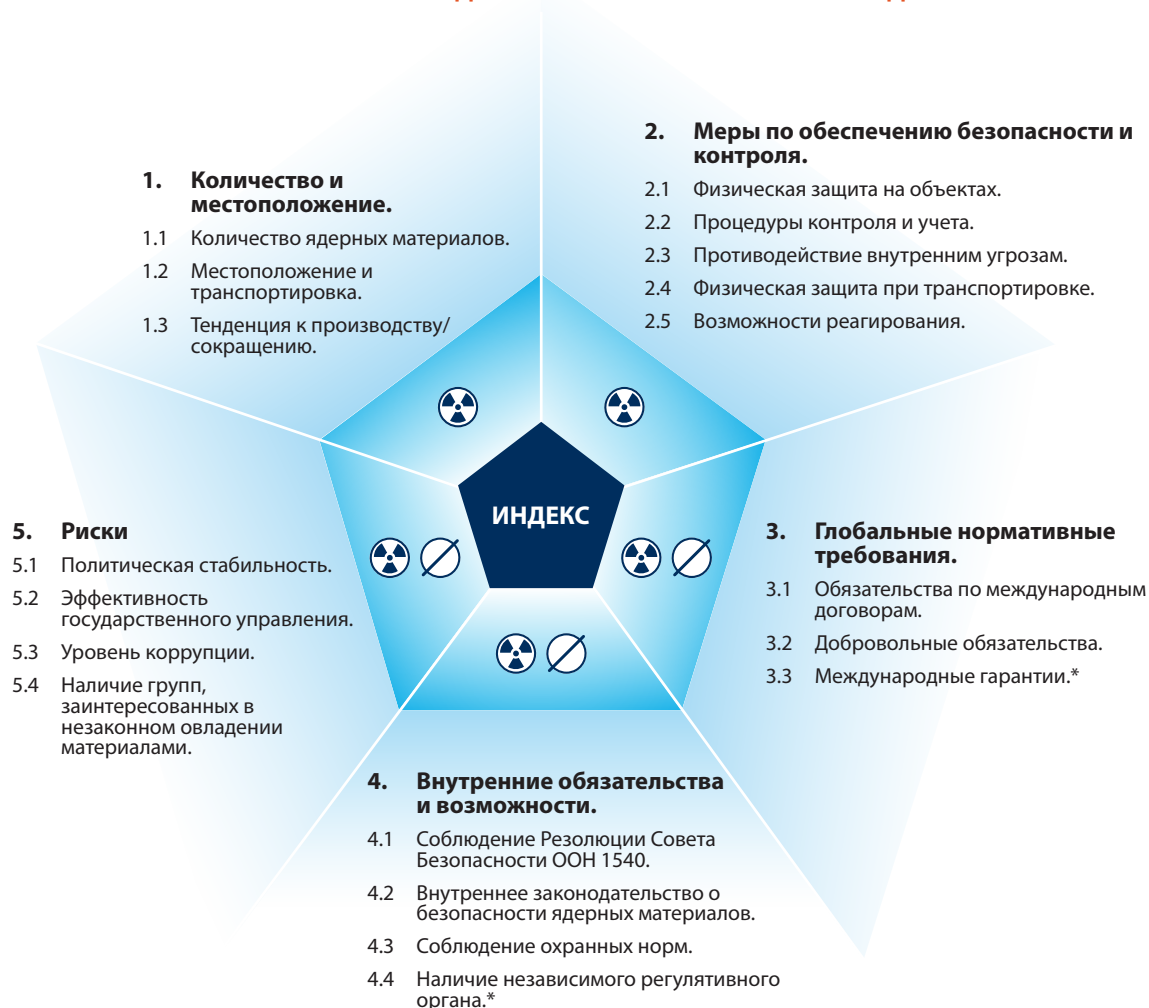 1. Количество и
местоположение.
1.1 Количество ядерных материалов.
1.2 Местоположение и
транспортировка.
1.3 Тенденция к производству/
сокращению.
2. Меры по обеспечению безопасности и
контроля.
2.1 Физическая защита на объектах.
2.2 Процедуры контроля и учета.
2.3 Противодействие внутренним угрозам.
2.4 Физическая защита при транспортировке.
2.5 Возможности реагирования.
ИНДЕКС
3. Глобальные нормативные
требования.
3.1 Обязательства по международным
договорам.
3.2 Добровольные обязательства.
3.3 Международные гарантии.*
4. Внутренние обязательства
и возможности.
4.1 Соблюдение Резолюции Совета
Безопасности ООН 1540.
4.2 Внутреннее законодательство о
безопасности ядерных материалов.
4.3 Соблюдение охранных норм.
4.4 Наличие независимого регулятивного
органа.*
5. Риски
5.1 Политическая стабильность.
5.2 Эффективность
государственного управления.
5.3 Уровень коррупции.
5.4 Наличие групп,
заинтересованных в
незаконном овладении
материалами.